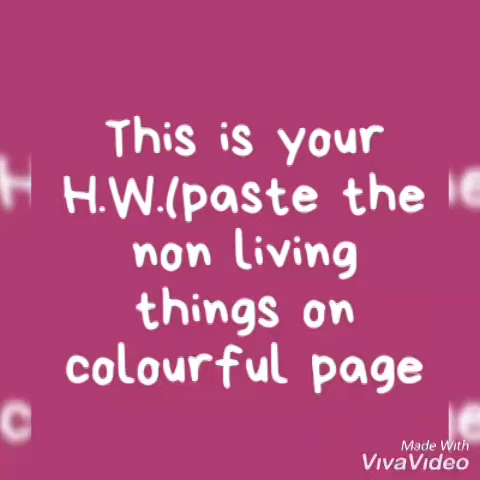 This is your
H.W.(paste the
non living
things on
colourful page
Made With
VivaVideo